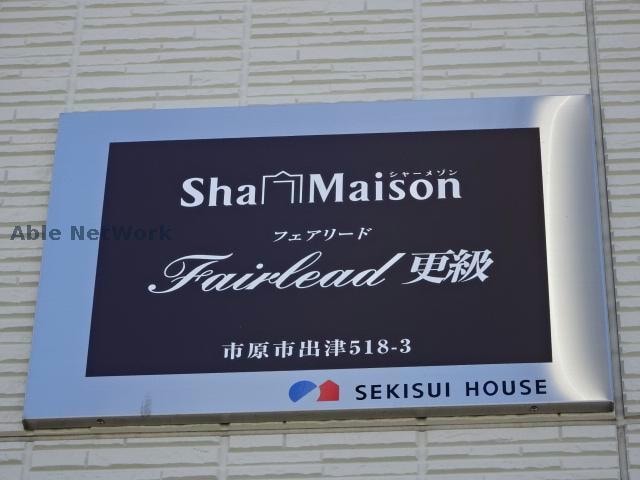 シャーメゾン
Sha Maison
フェアリード
Fairlead 更級
市原市出津518-3
SEKISUI HOUSE
Able NetWork